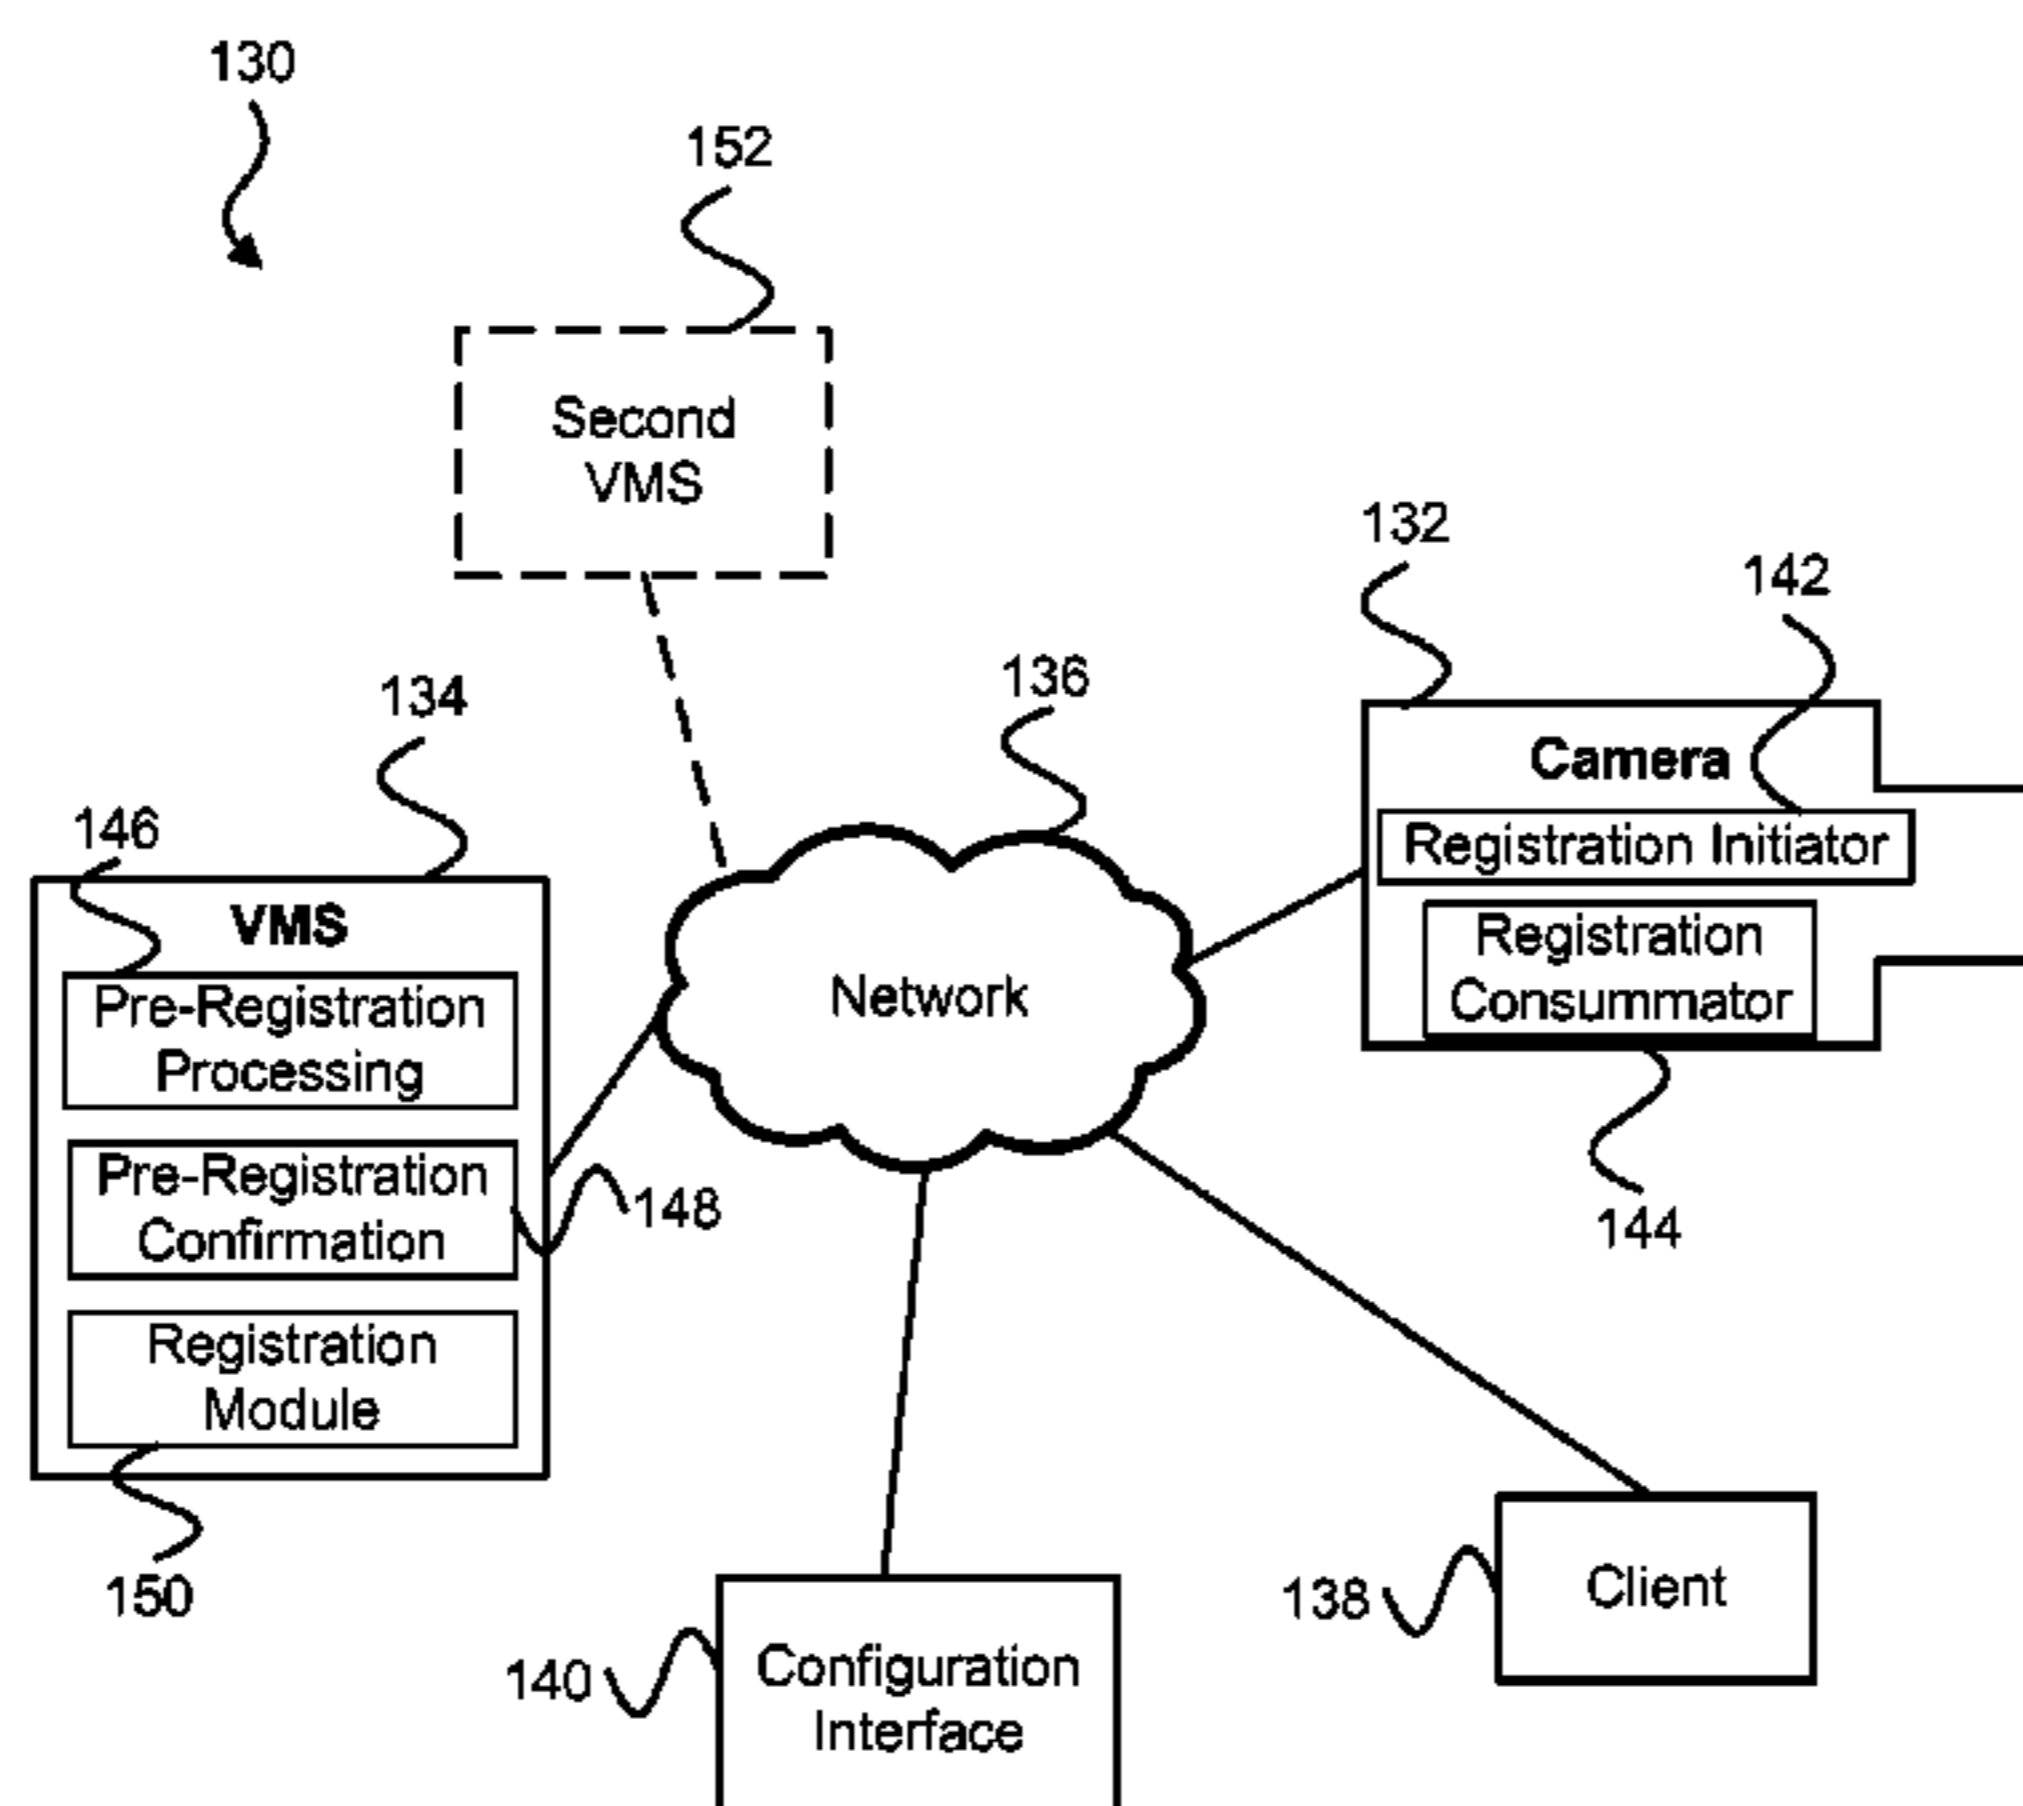 130
152
Second
VMS
132
142
136
134
Camera
146
Registration Initiator
VMS
Registration
Consummator
Network
Pre-Registration
Processing
Pre-Registration
Confirmation
148
144
Registration
Module
150
138
Client
140
Configuration
Interface